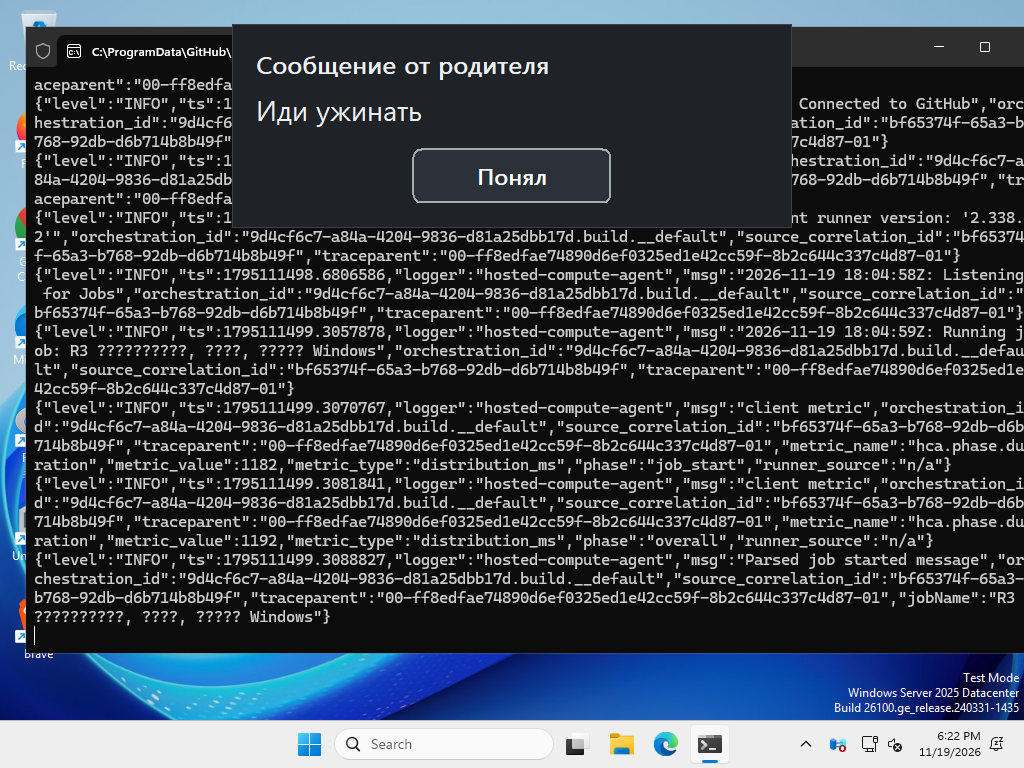 C:\ProgramData\GitHub\
Сообщение от родителя
Иди ужинать
Понял
aceparent":"00-ff8edfa
{"level":"INFO","ts":1 Connected to GitHub","orc
hestration_id":"9d4cf6 lation_id":"bf65374f-65a3-b
768-92db-d6b714b8b49f" 7c4d87-01"}
{"level":"INFO","ts":1 chestration_id":"9d4cf6c7-a
84a-4204-9836-d81a25db 768-92db-d6b714b8b49f","tr
aceparent":"00-ff8edfa
{"level":"INFO","ts":1 nt runner version: '2.338.
2'","orchestration_id":"9d4cf6c7-a84a-4204-9836-d81a25dbb17d.build.__default","source_correlation_id":"bf65374
f-65a3-b768-92db-d6b714b8b49f","traceparent":"00-ff8edfae74890d6ef0325ed1e42cc59f-8b2c644c337c4d87-01"}
{"level":"INFO","ts":1795111498.6806586,"logger":"hosted-compute-agent","msg":"2026-11-19 18:04:58Z: Listening
for Jobs","orchestration_id":"9d4cf6c7-a84a-4204-9836-d81a25dbb17d.build.__default","source_correlation_id":"
bf65374f-65a3-b768-92db-d6b714b8b49f","traceparent":"00-ff8edfae74890d6ef0325ed1e42cc59f-8b2c644c337c4d87-01"}
{"level":"INFO","ts":1795111499.3057878,"logger":"hosted-compute-agent","msg":"2026-11-19 18:04:59Z: Running j
ob: R3 ??????????, ????, ????? Windows","orchestration_id":"9d4cf6c7-a84a-4204-9836-d81a25dbb17d.build.__defau
lt","source_correlation_id":"bf65374f-65a3-b768-92db-d6b714b8b49f","traceparent":"00-ff8edfae74890d6ef0325ed1e
42cc59f-8b2c644c337c4d87-01"}
{"level":"INFO","ts":1795111499.3070767,"logger":"hosted-compute-agent","msg":"client metric","orchestration_i
d":"9d4cf6c7-a84a-4204-9836-d81a25dbb17d.build.__default","source_correlation_id":"bf65374f-65a3-b768-92db-d6b
714b8b49f","traceparent":"00-ff8edfae74890d6ef0325ed1e42cc59f-8b2c644c337c4d87-01","metric_name":"hca.phase.du
ration","metric_value":1182,"metric_type":"distribution_ms","phase":"job_start","runner_source":"n/a"}
{"level":"INFO","ts":1795111499.3081841,"logger":"hosted-compute-agent","msg":"client metric","orchestration_i
d":"9d4cf6c7-a84a-4204-9836-d81a25dbb17d.build.__default","source_correlation_id":"bf65374f-65a3-b768-92db-d6b
714b8b49f","traceparent":"00-ff8edfae74890d6ef0325ed1e42cc59f-8b2c644c337c4d87-01","metric_name":"hca.phase.du
ration","metric_value":1192,"metric_type":"distribution_ms","phase":"overall","runner_source":"n/a"}
{"level":"INFO","ts":1795111499.3088827,"logger":"hosted-compute-agent","msg":"Parsed job started message","or
chestration_id":"9d4cf6c7-a84a-4204-9836-d81a25dbb17d.build.__default","source_correlation_id":"bf65374f-65a3-
b768-92db-d6b714b8b49f","traceparent":"00-ff8edfae74890d6ef0325ed1e42cc59f-8b2c644c337c4d87-01","jobName":"R3
??????????, ????, ????? Windows"}
Brave
Test Mode
Windows Server 2025 Datacenter
Build 26100.ge_release.240331-1435
Search
6:22 PM
11/19/2026